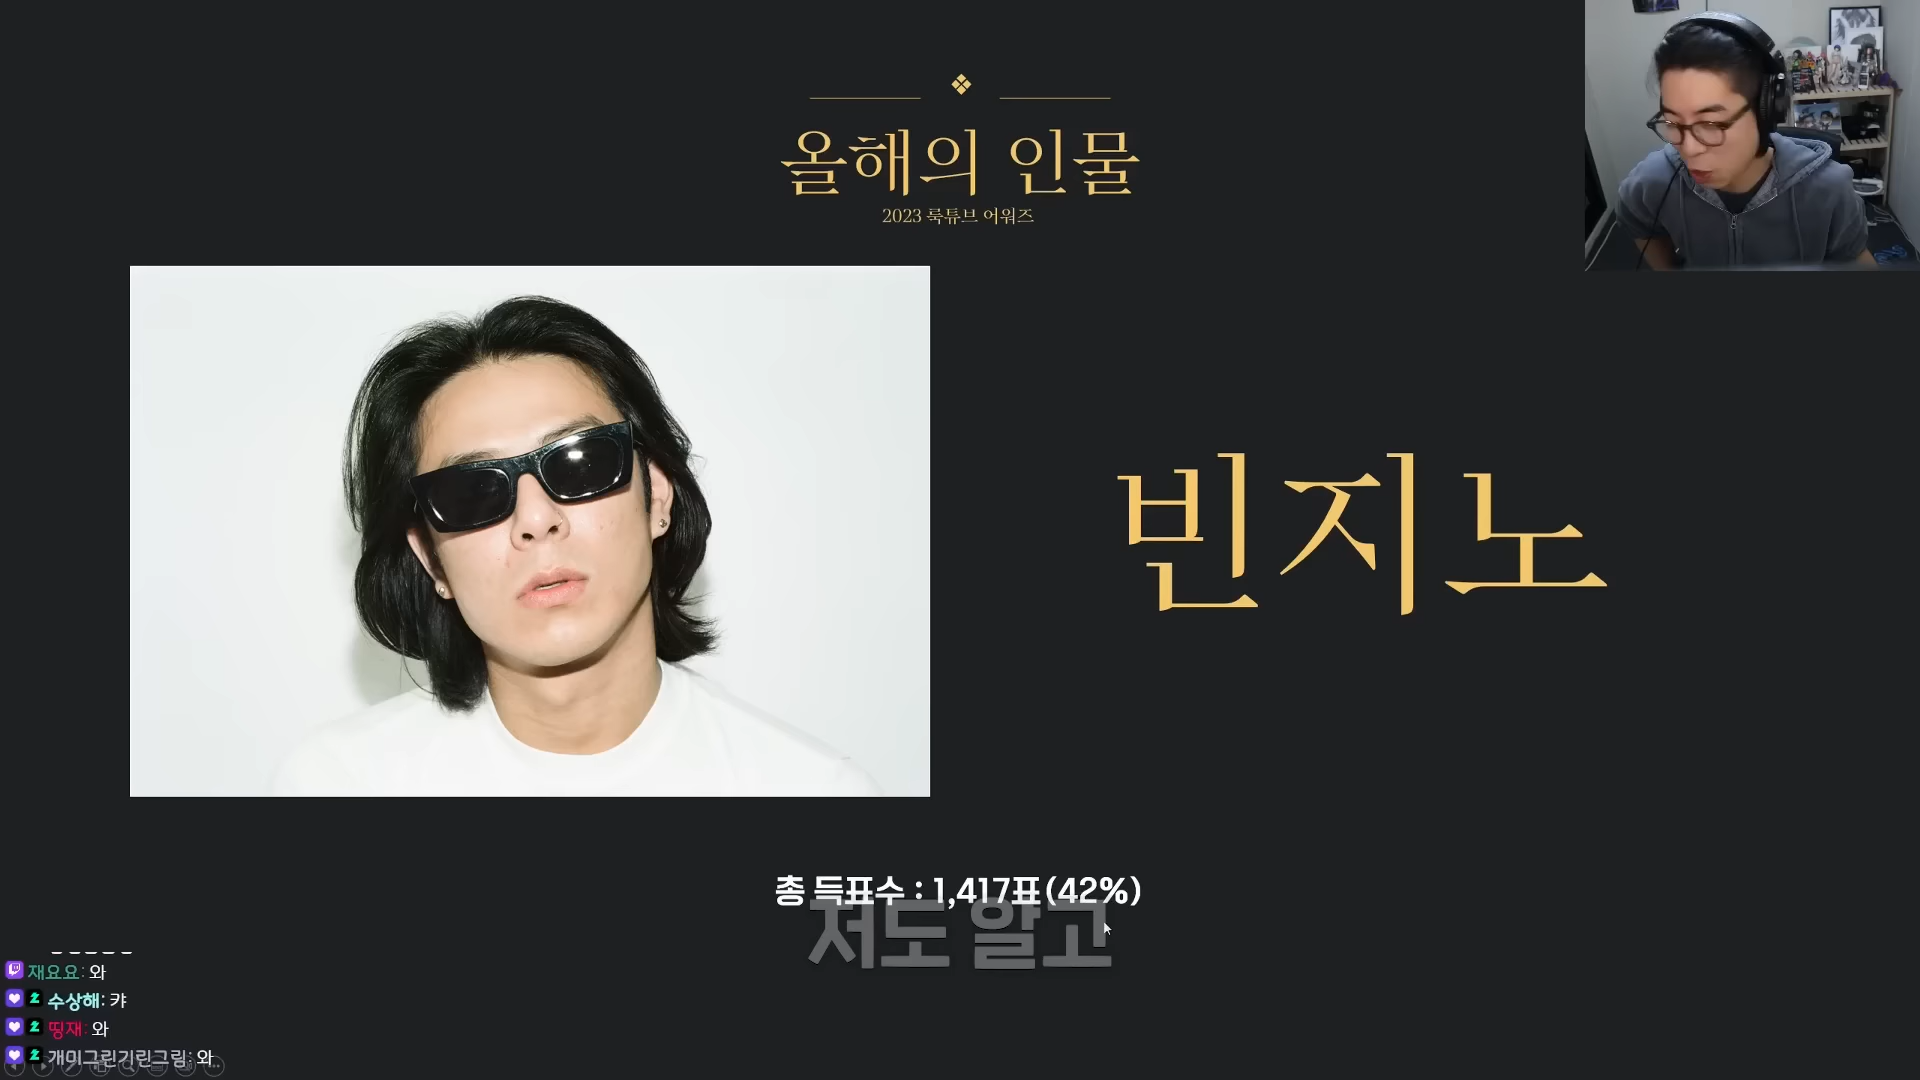 올해의 인물
2023 룩튜브 어워즈
빈지노
총 득표수 : 1,417표(42%)
저도 알고
재요요: 와
수상해: 캬
띵재: 와
개미그린기린그림: 와